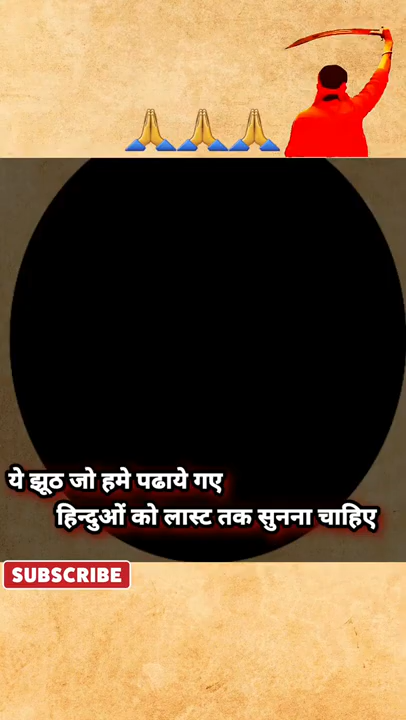 ये झूठ जो हमे पढाये गए
हिन्दुओं को लास्ट तक सुनना चाहिए
SUBSCRIBE